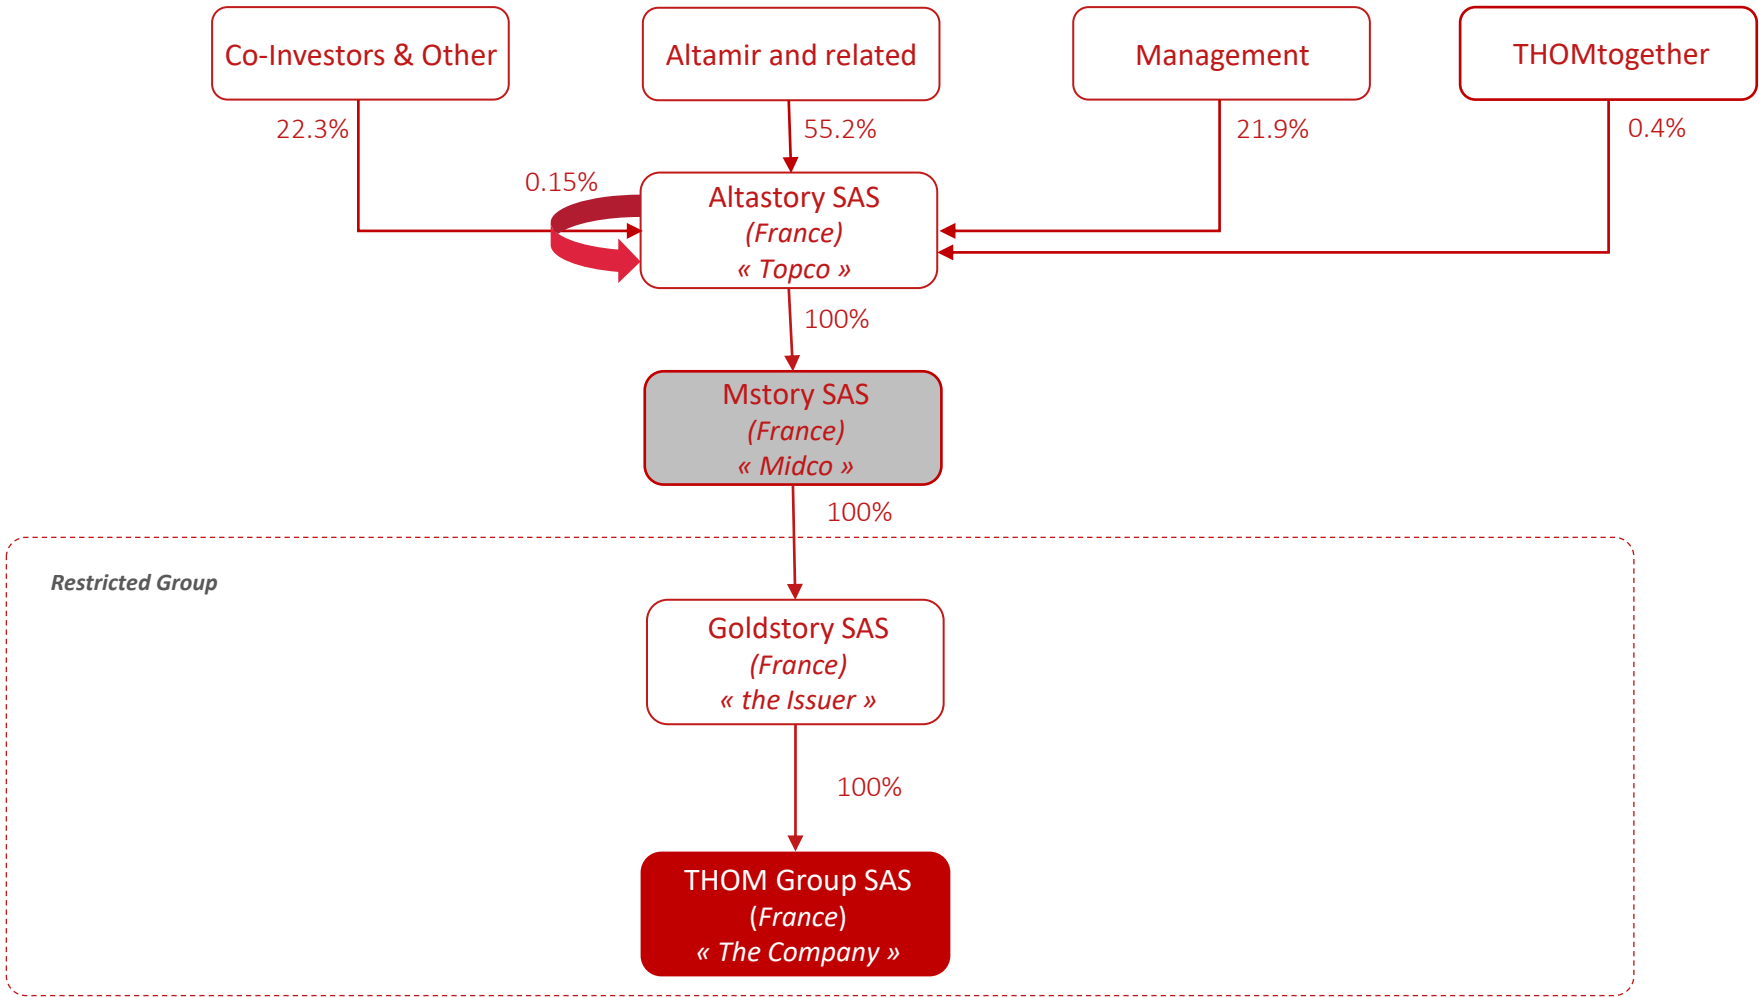 Co-Investors & Other
Altamir and related
Management
THOMtogether
22.3%
55.2%
21.9%
0.4%
0.15%
Altastory SAS
(France)
« Topco »
100%
Mstory SAS
(France)
« Midco »
100%
Restricted Group
Goldstory SAS
(France)
« the Issuer »
100%
THOM Group SAS
(France)
« The Company »